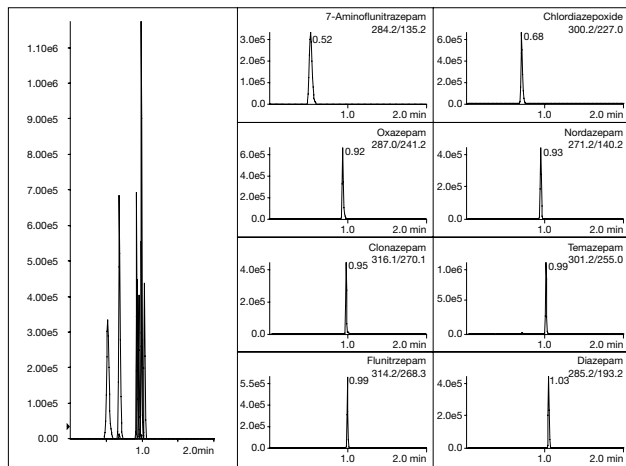 1.10e6
1.00e6
9.00e5
8.00e5
7.00e5
6.00e5
5.00e5
4.00e5
3.00e5
2.00e5
1.00e5
0.00
1.0 2.0min
7-Aminoflunitrazepam
284.2/135.2
0.52
3.0e5
2.0e5
1.0e5
0.0
1.0 2.0 min
Chlordiazepoxide
300.2/227.0
0.68
6.0e5
4.0e5
2.0e5
0.0
1.0 2.0 min
Oxazepam
287.0/241.2
0.92
6.0e5
4.0e5
2.0e5
0.0
1.0 2.0 min
Nordazepam
271.2/140.2
0.93
4.0e5
2.0e5
0.0
1.0 2.0 min
Clonazepam
316.1/270.1
0.95
4.0e5
2.0e5
0.0
1.0 2.0 min
Temazepam
301.2/255.0
0.99
1.0e6
5.0e5
0.0
1.0 2.0 min
Flunitrzepam
314.2/268.3
0.99
5.5e5
4.0e5
2.0e5
0.0
1.0 2.0 min
Diazepam
285.2/193.2
1.03
4.0e5
2.0e5
0.0
1.0 2.0 min